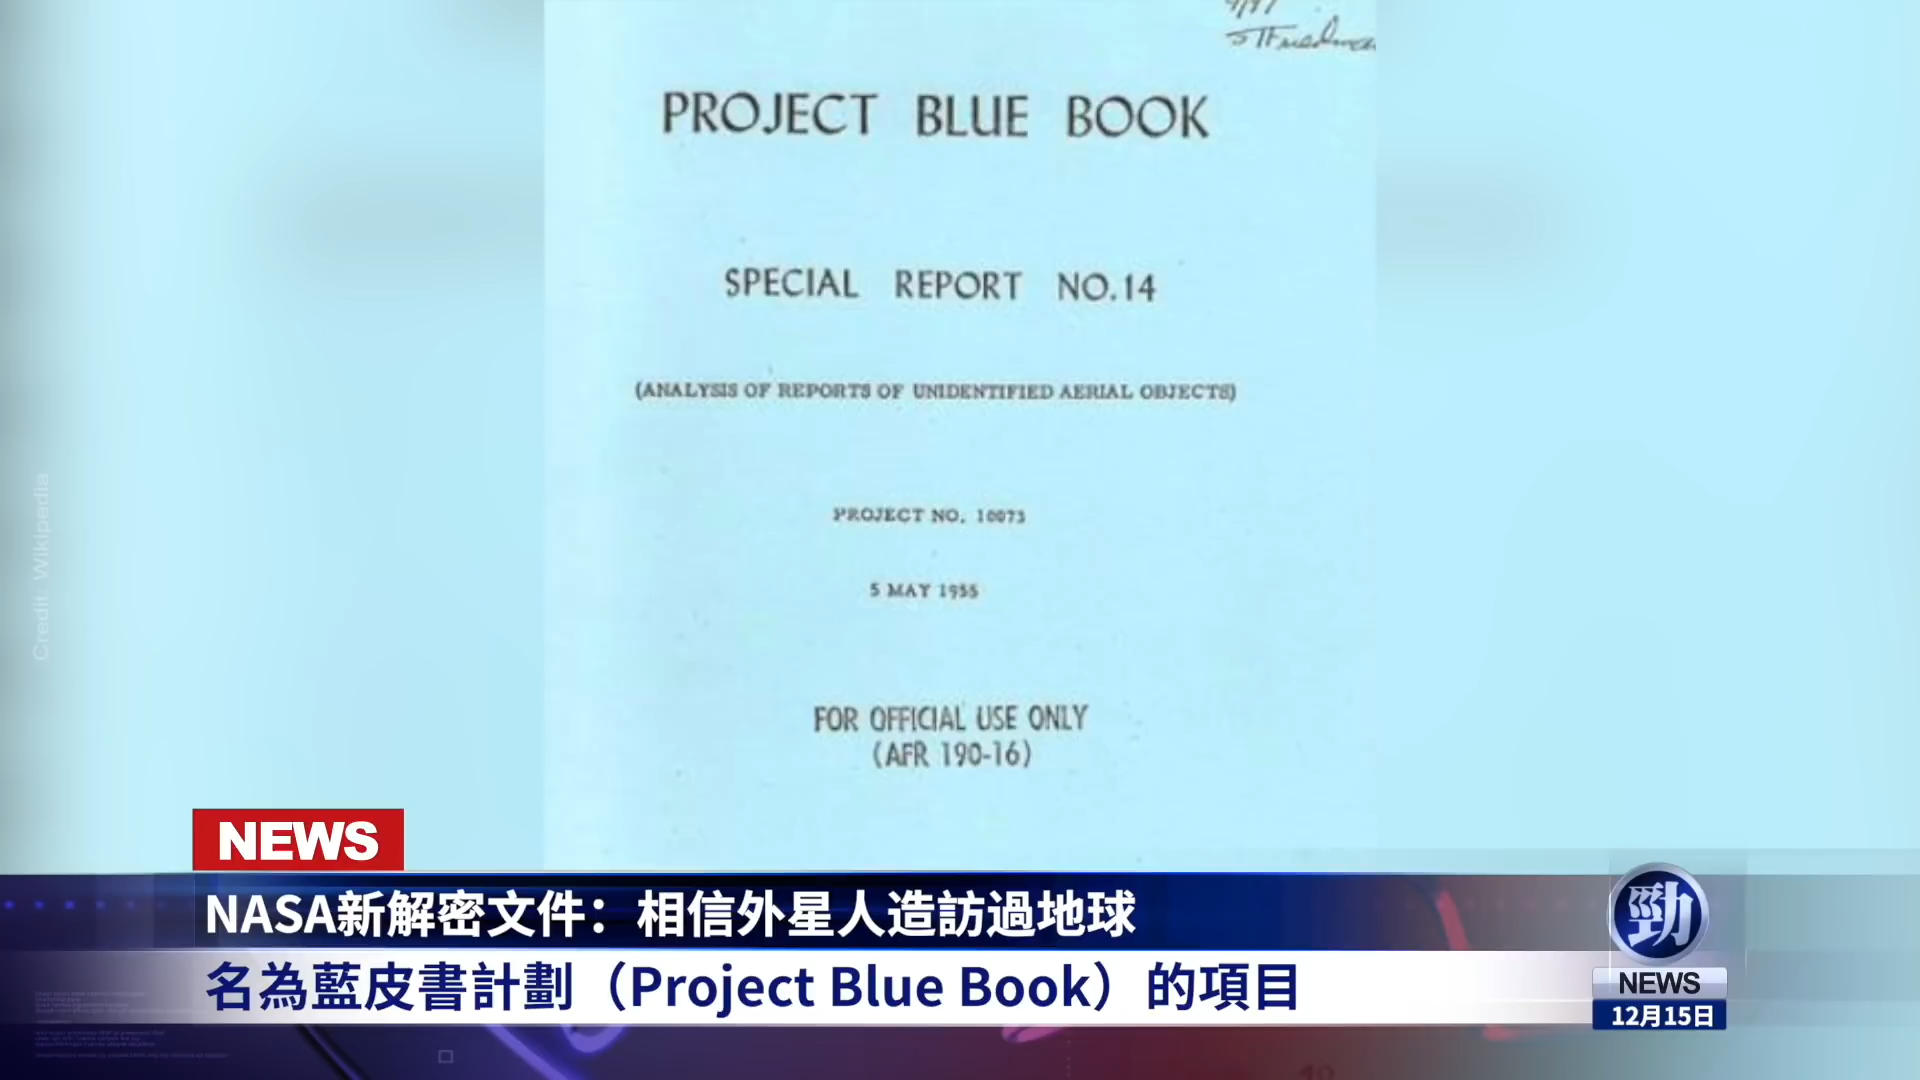 STFriedman
PROJECT BLUE BOOK
SPECIAL REPORT NO.14
(ANALYSIS OF REPORTS OF UNIDENTIFIED AERIAL OBJECTS)
PROJECT NO. 10073
5 MAY 1955
FOR OFFICIAL USE ONLY
(AFR 190-16)
Credit Wikipedia
NEWS
NASA新解密文件：相信外星人造訪過地球
名為藍皮書計劃（Project Blue Book）的項目
勁
NEWS
12月15日